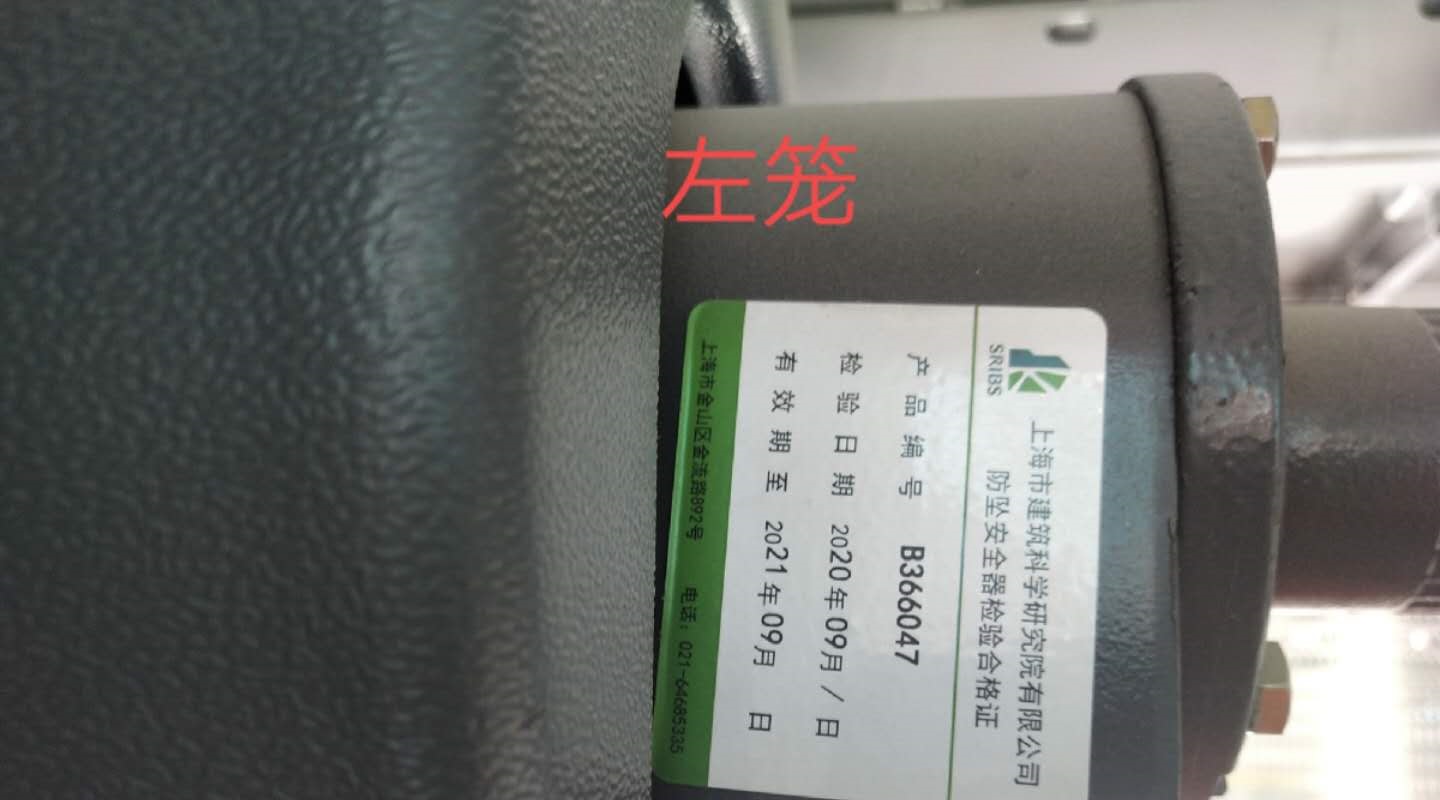 左笼
SRIBS
上海市建筑科学研究院有限公司
防坠安全器检验合格证
产品编号 B366047
检验日期 2020年09月/日
有效期至 2021年09月 日
上海市金山区金流路892号 电话：021-64685335